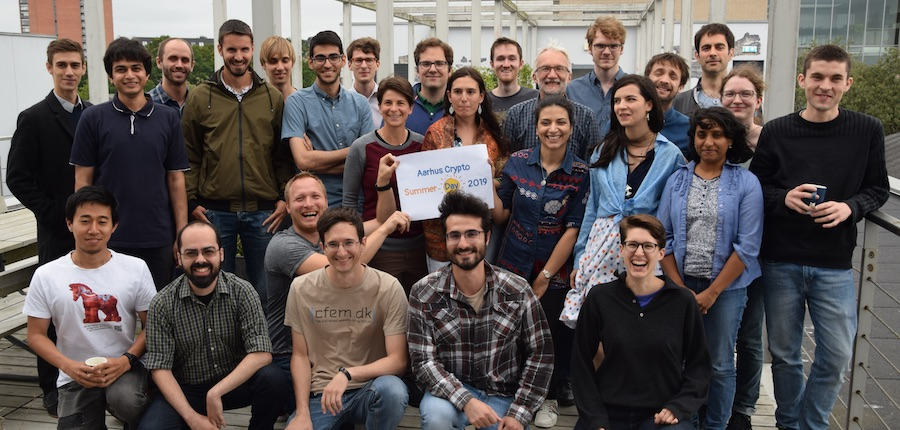 Aarhus Crypto
Summer Day 2019
cfem.dk